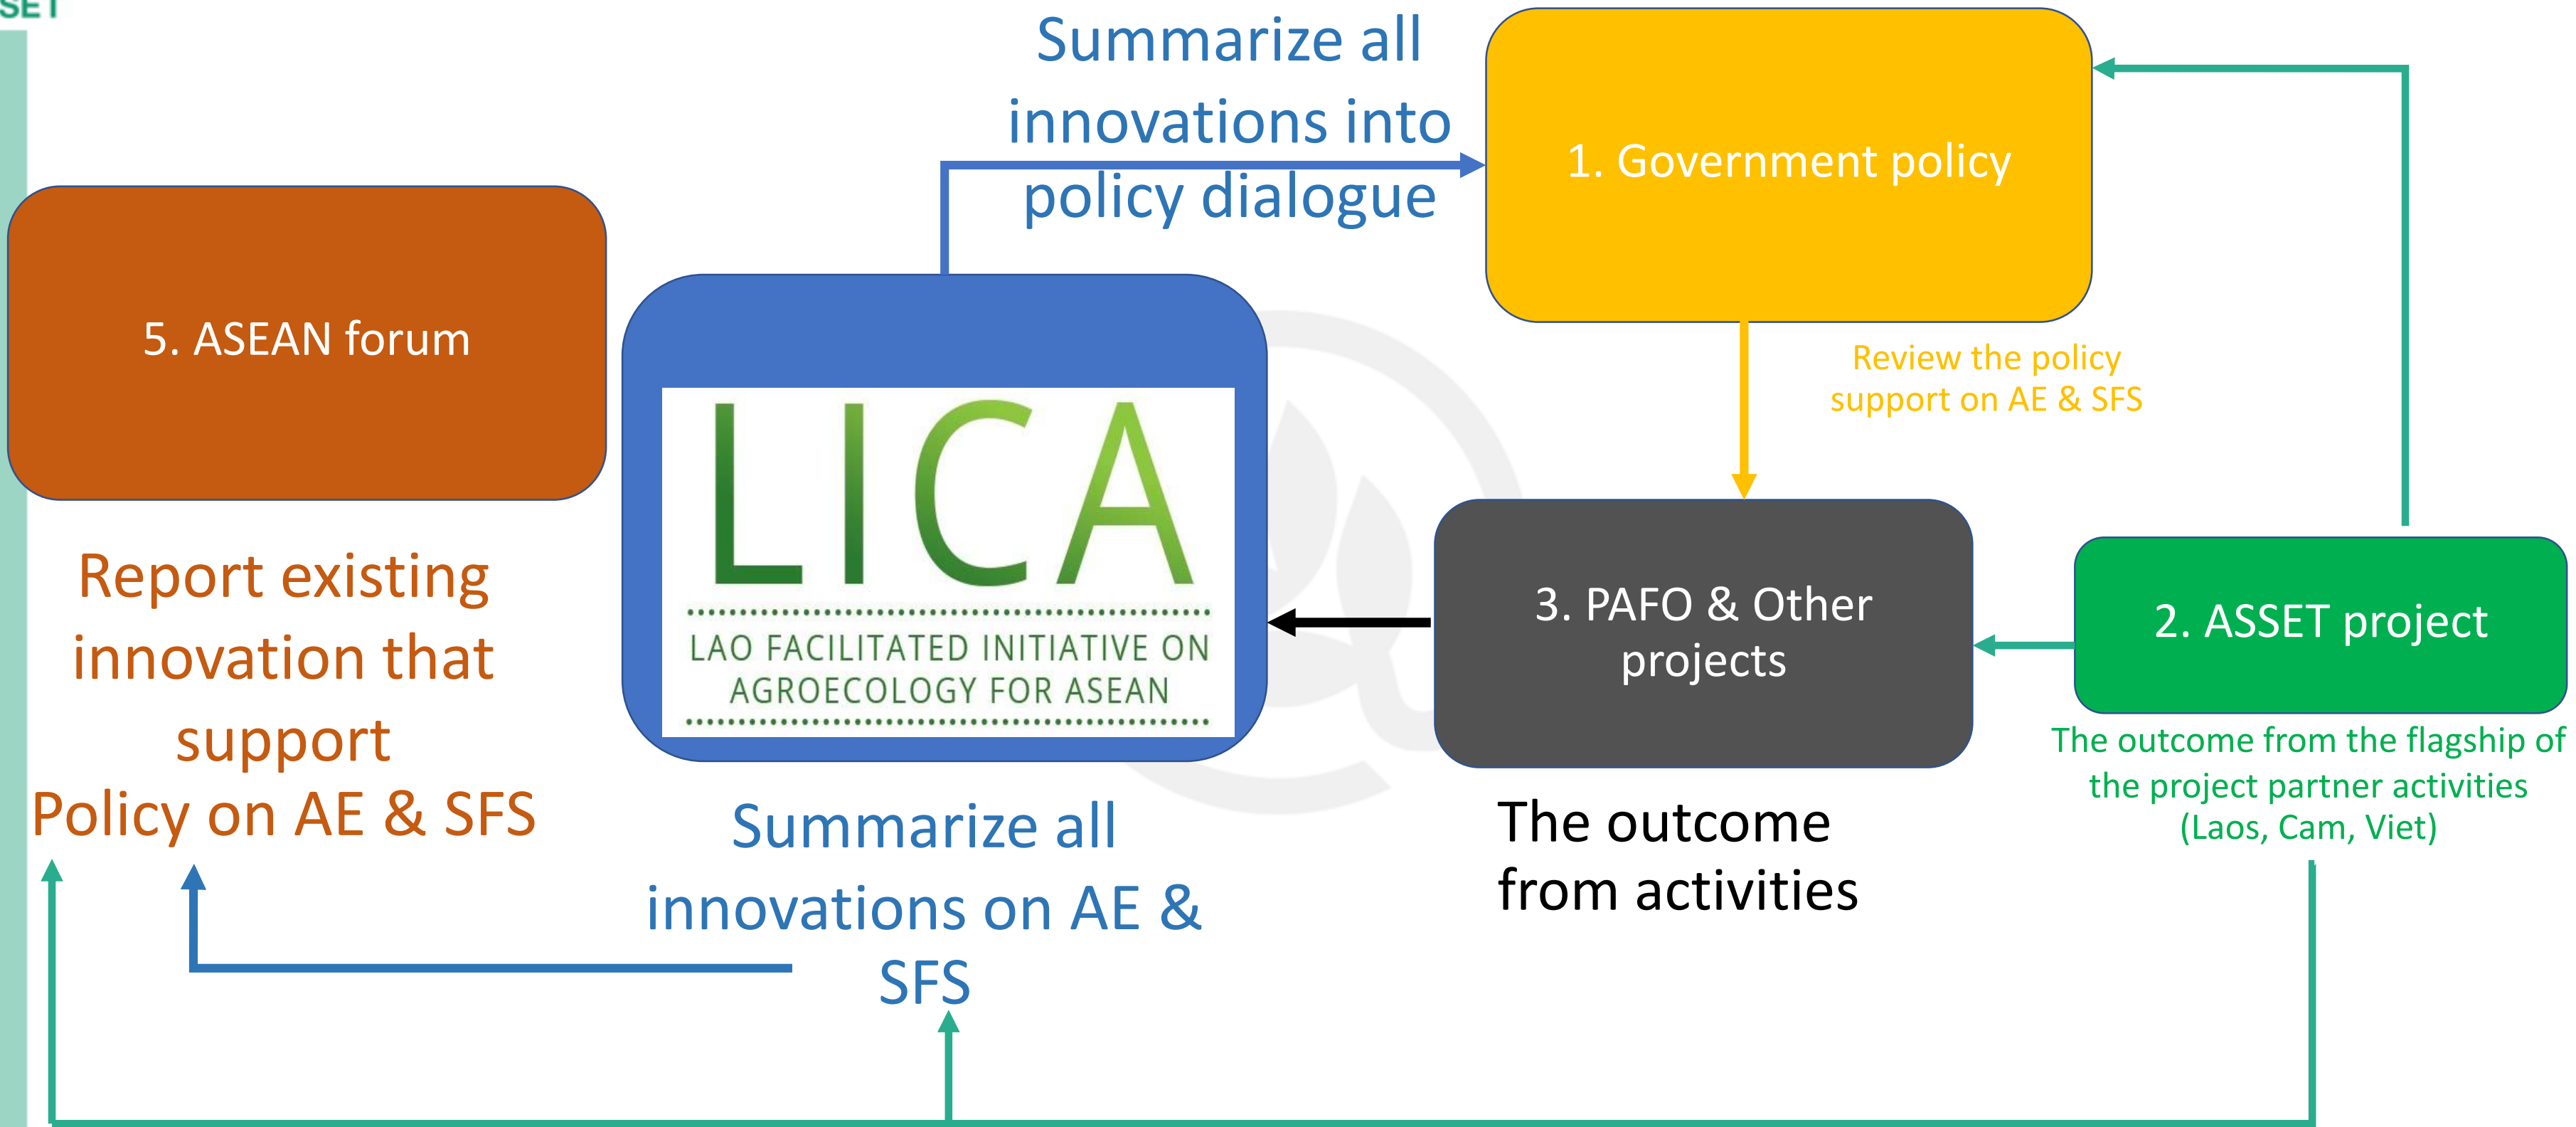 SET
Summarize all
innovations into
policy dialogue
1. Government policy
5. ASEAN forum
Review the policy
support on AE & SFS
LICA
LAO FACILITATED INITIATIVE ON
AGROECOLOGY FOR ASEAN
3. PAFO & Other
projects
2. ASSET project
Report existing
innovation that
support
Policy on AE & SFS
The outcome from the flagship of
the project partner activities
(Laos, Cam, Viet)
Summarize all
innovations on AE &
SFS
The outcome
from activities